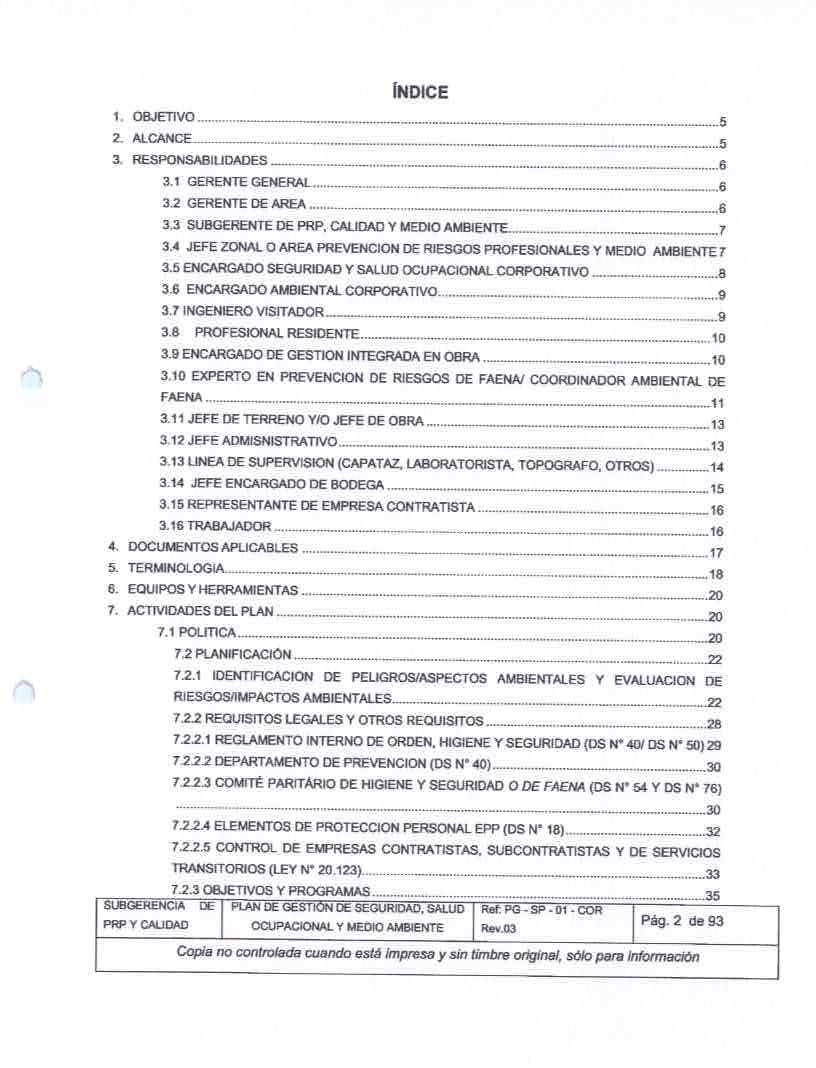 ÍNDICE
1. OBJETIVO ........ 5
2. ALCANCE ........ 5
3. RESPONSABILIDADES ........ 6
3.1 GERENTE GENERAL ........ 6
3.2 GERENTE DE AREA ........ 6
3.3 SUBGERENTE DE PRP, CALIDAD Y MEDIO AMBIENTE ........ 7
3.4 JEFE ZONAL O AREA PREVENCION DE RIESGOS PROFESIONALES Y MEDIO AMBIENTE 7
3.5 ENCARGADO SEGURIDAD Y SALUD OCUPACIONAL CORPORATIVO ........ 8
3.6 ENCARGADO AMBIENTAL CORPORATIVO ........ 9
3.7 INGENIERO VISITADOR ........ 9
3.8 PROFESIONAL RESIDENTE ........ 10
3.9 ENCARGADO DE GESTION INTEGRADA EN OBRA ........ 10
3.10 EXPERTO EN PREVENCION DE RIESGOS DE FAENA/ COORDINADOR AMBIENTAL DE
FAENA ........ 11
3.11 JEFE DE TERRENO Y/O JEFE DE OBRA ........ 13
3.12 JEFE ADMISNISTRATIVO ........ 13
3.13 LINEA DE SUPERVISION (CAPATAZ, LABORATORISTA, TOPOGRAFO, OTROS) ........ 14
3.14 JEFE ENCARGADO DE BODEGA ........ 15
3.15 REPRESENTANTE DE EMPRESA CONTRATISTA ........ 16
3.16 TRABAJADOR ........ 16
4. DOCUMENTOS APLICABLES ........ 17
5. TERMINOLOGIA ........ 18
6. EQUIPOS Y HERRAMIENTAS ........ 20
7. ACTIVIDADES DEL PLAN ........ 20
7.1 POLITICA ........ 20
7.2 PLANIFICACIÓN ........ 22
7.2.1 IDENTIFICACION DE PELIGROS/ASPECTOS AMBIENTALES Y EVALUACION DE
RIESGOS/IMPACTOS AMBIENTALES ........ 22
7.2.2 REQUISITOS LEGALES Y OTROS REQUISITOS ........ 28
7.2.2.1 REGLAMENTO INTERNO DE ORDEN, HIGIENE Y SEGURIDAD (DS N° 40/ DS N° 50) 29
7.2.2.2 DEPARTAMENTO DE PREVENCION (DS N° 40) ........ 30
7.2.2.3 COMITÉ PARITÁRIO DE HIGIENE Y SEGURIDAD O DE FAENA (DS N° 54 Y DS N° 76)
........ 30
7.2.2.4 ELEMENTOS DE PROTECCION PERSONAL EPP (DS N° 18) ........ 32
7.2.2.5 CONTROL DE EMPRESAS CONTRATISTAS, SUBCONTRATISTAS Y DE SERVICIOS
TRANSITORIOS (LEY N° 20.123) ........ 33
7.2.3 OBJETIVOS Y PROGRAMAS ........ 35
SUBGERENCIA DE
PRP Y CALIDAD
PLAN DE GESTIÓN DE SEGURIDAD, SALUD
OCUPACIONAL Y MEDIO AMBIENTE
Ref: PG - SP - 01 - COR
Rev.03
Pág. 2 de 93
Copia no controlada cuando está impresa y sin timbre original, sólo para información